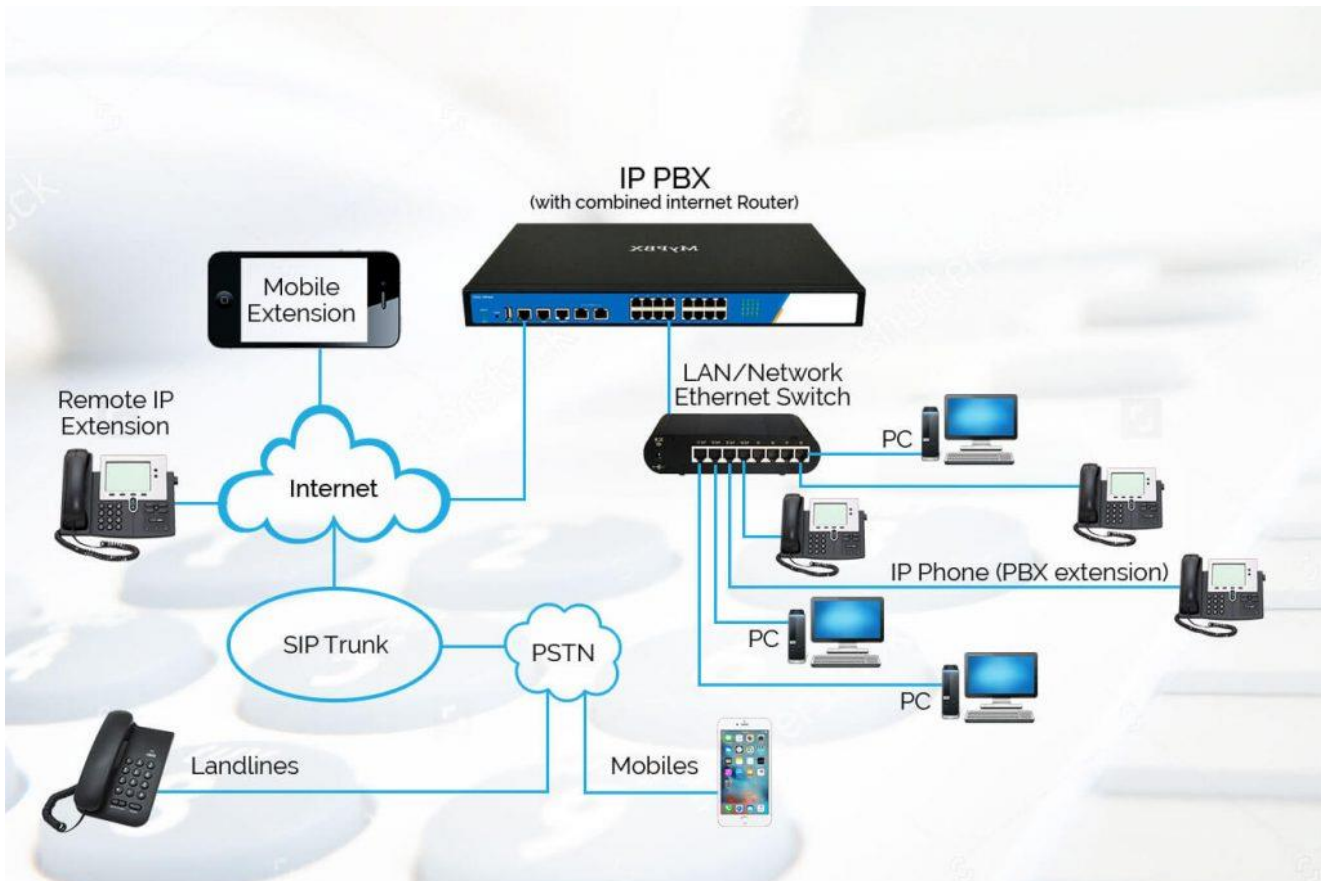 IP PBX
(with combined internet Router)
MyPBX
Mobile
Extension
LAN/Network
Ethernet Switch
Remote IP
Extension
PC
Internet
IP Phone (PBX extension)
SIP Trunk
PSTN
PC
PC
Landlines
Mobiles